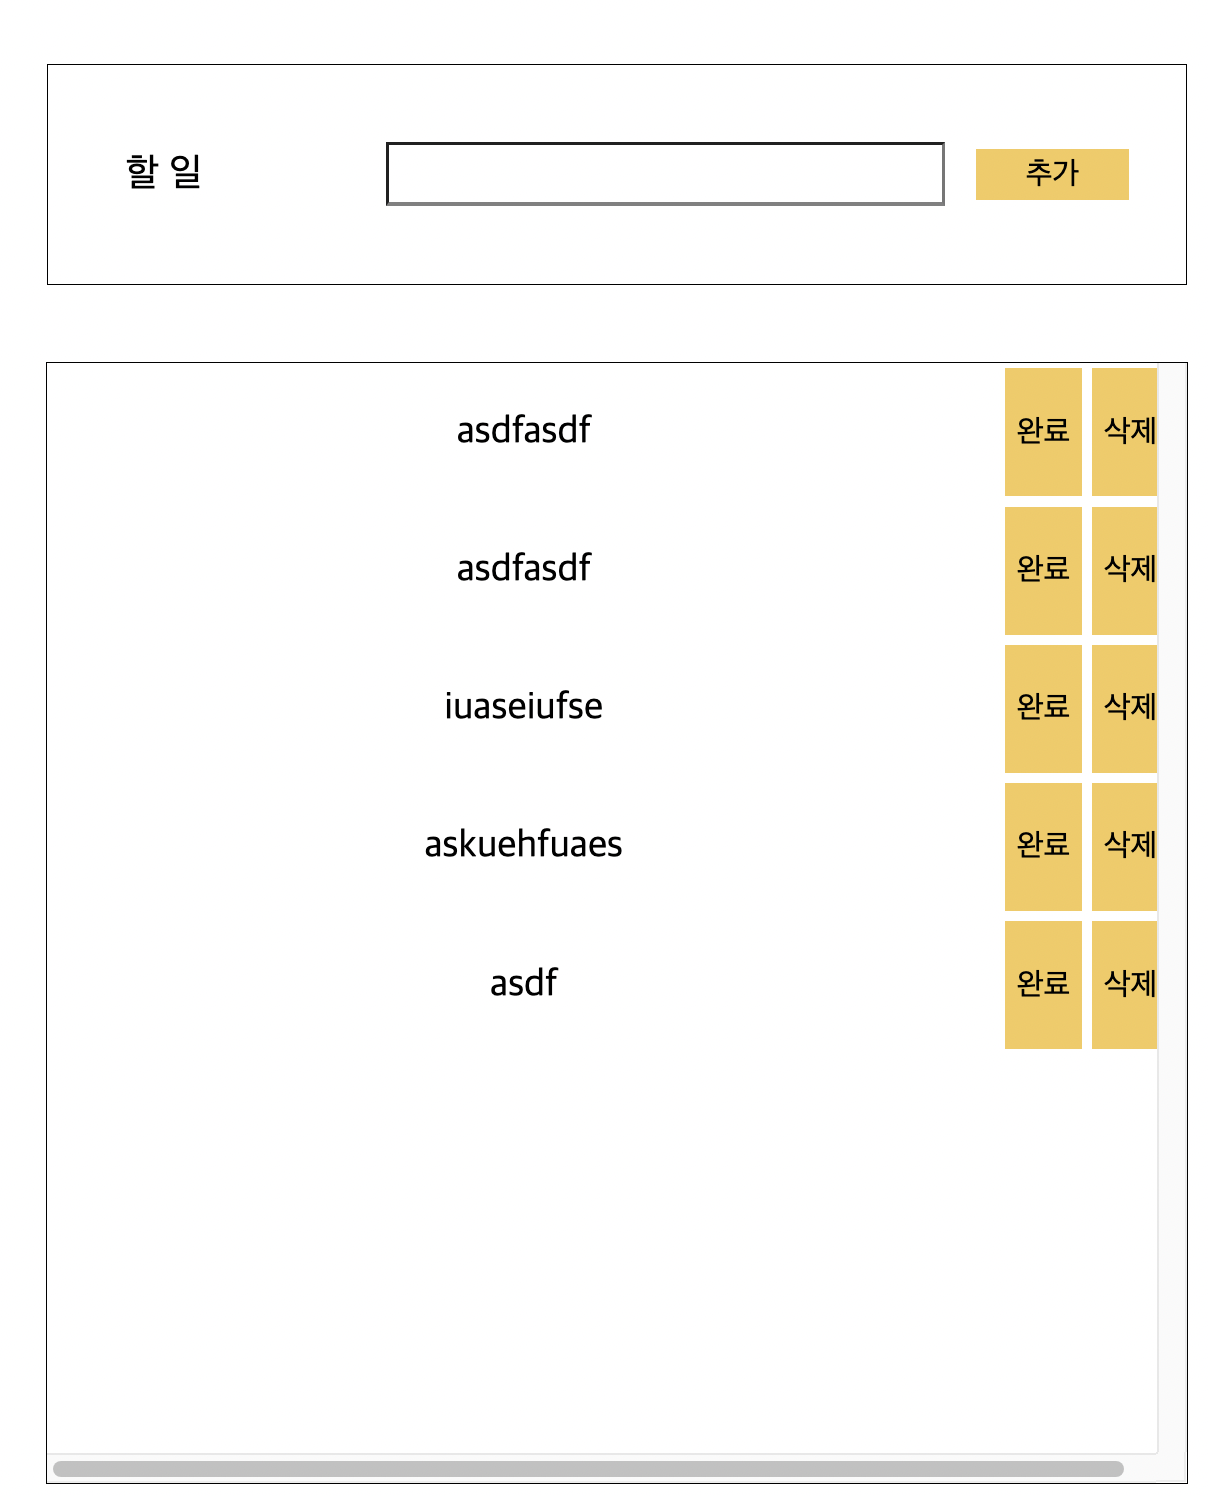 할 일 추가
asdfasdf 완료 삭제
asdfasdf 완료 삭제
iuaseiufse 완료 삭제
askuehfuaes 완료 삭제
asdf 완료 삭제